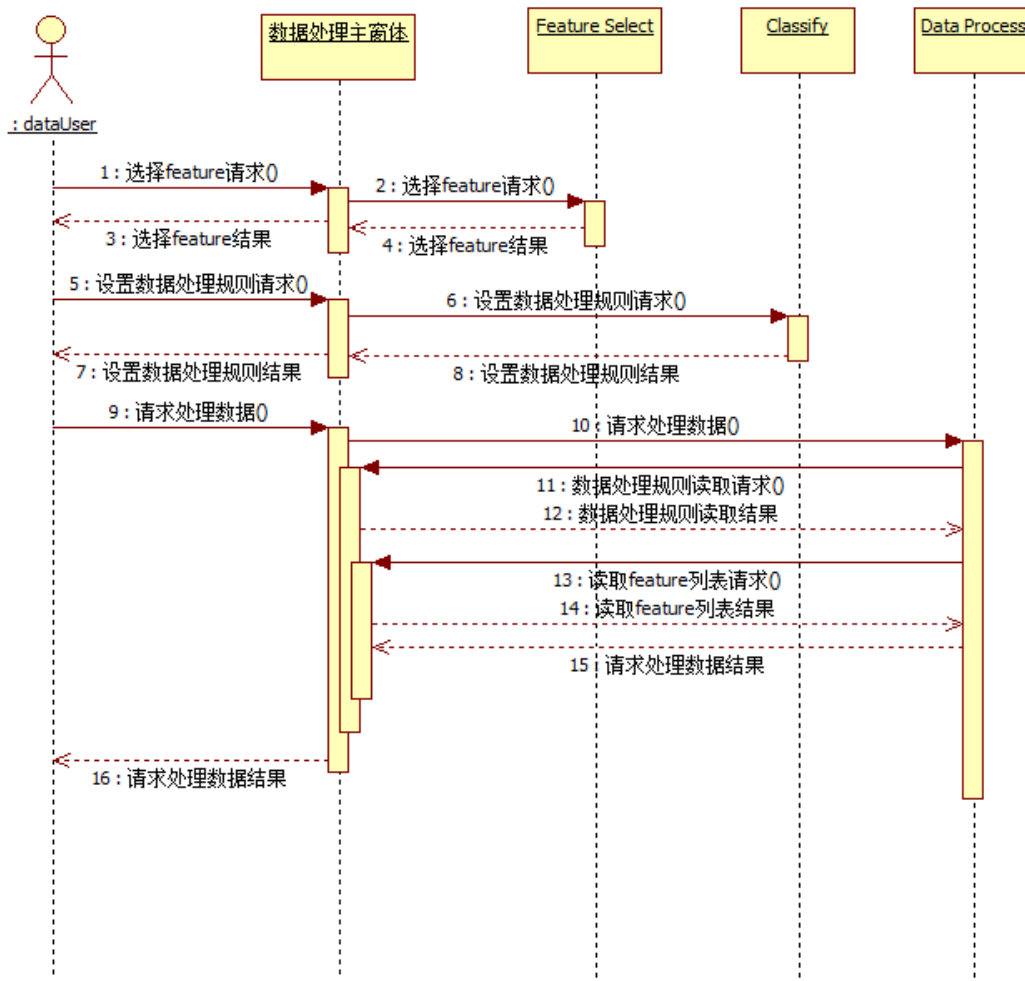 数据处理主窗体
Feature Select
Classify
Data Process
: dataUser
1 : 选择feature请求()
2 : 选择feature请求()
3 : 选择feature结果
4 : 选择feature结果
5 : 设置数据处理规则请求()
6 : 设置数据处理规则请求()
7 : 设置数据处理规则结果
8 : 设置数据处理规则结果
9 : 请求处理数据()
10 : 请求处理数据()
11 : 数据处理规则读取请求()
12 : 数据处理规则读取结果
13 : 读取feature列表请求()
14 : 读取feature列表结果
15 : 请求处理数据结果
16 : 请求处理数据结果